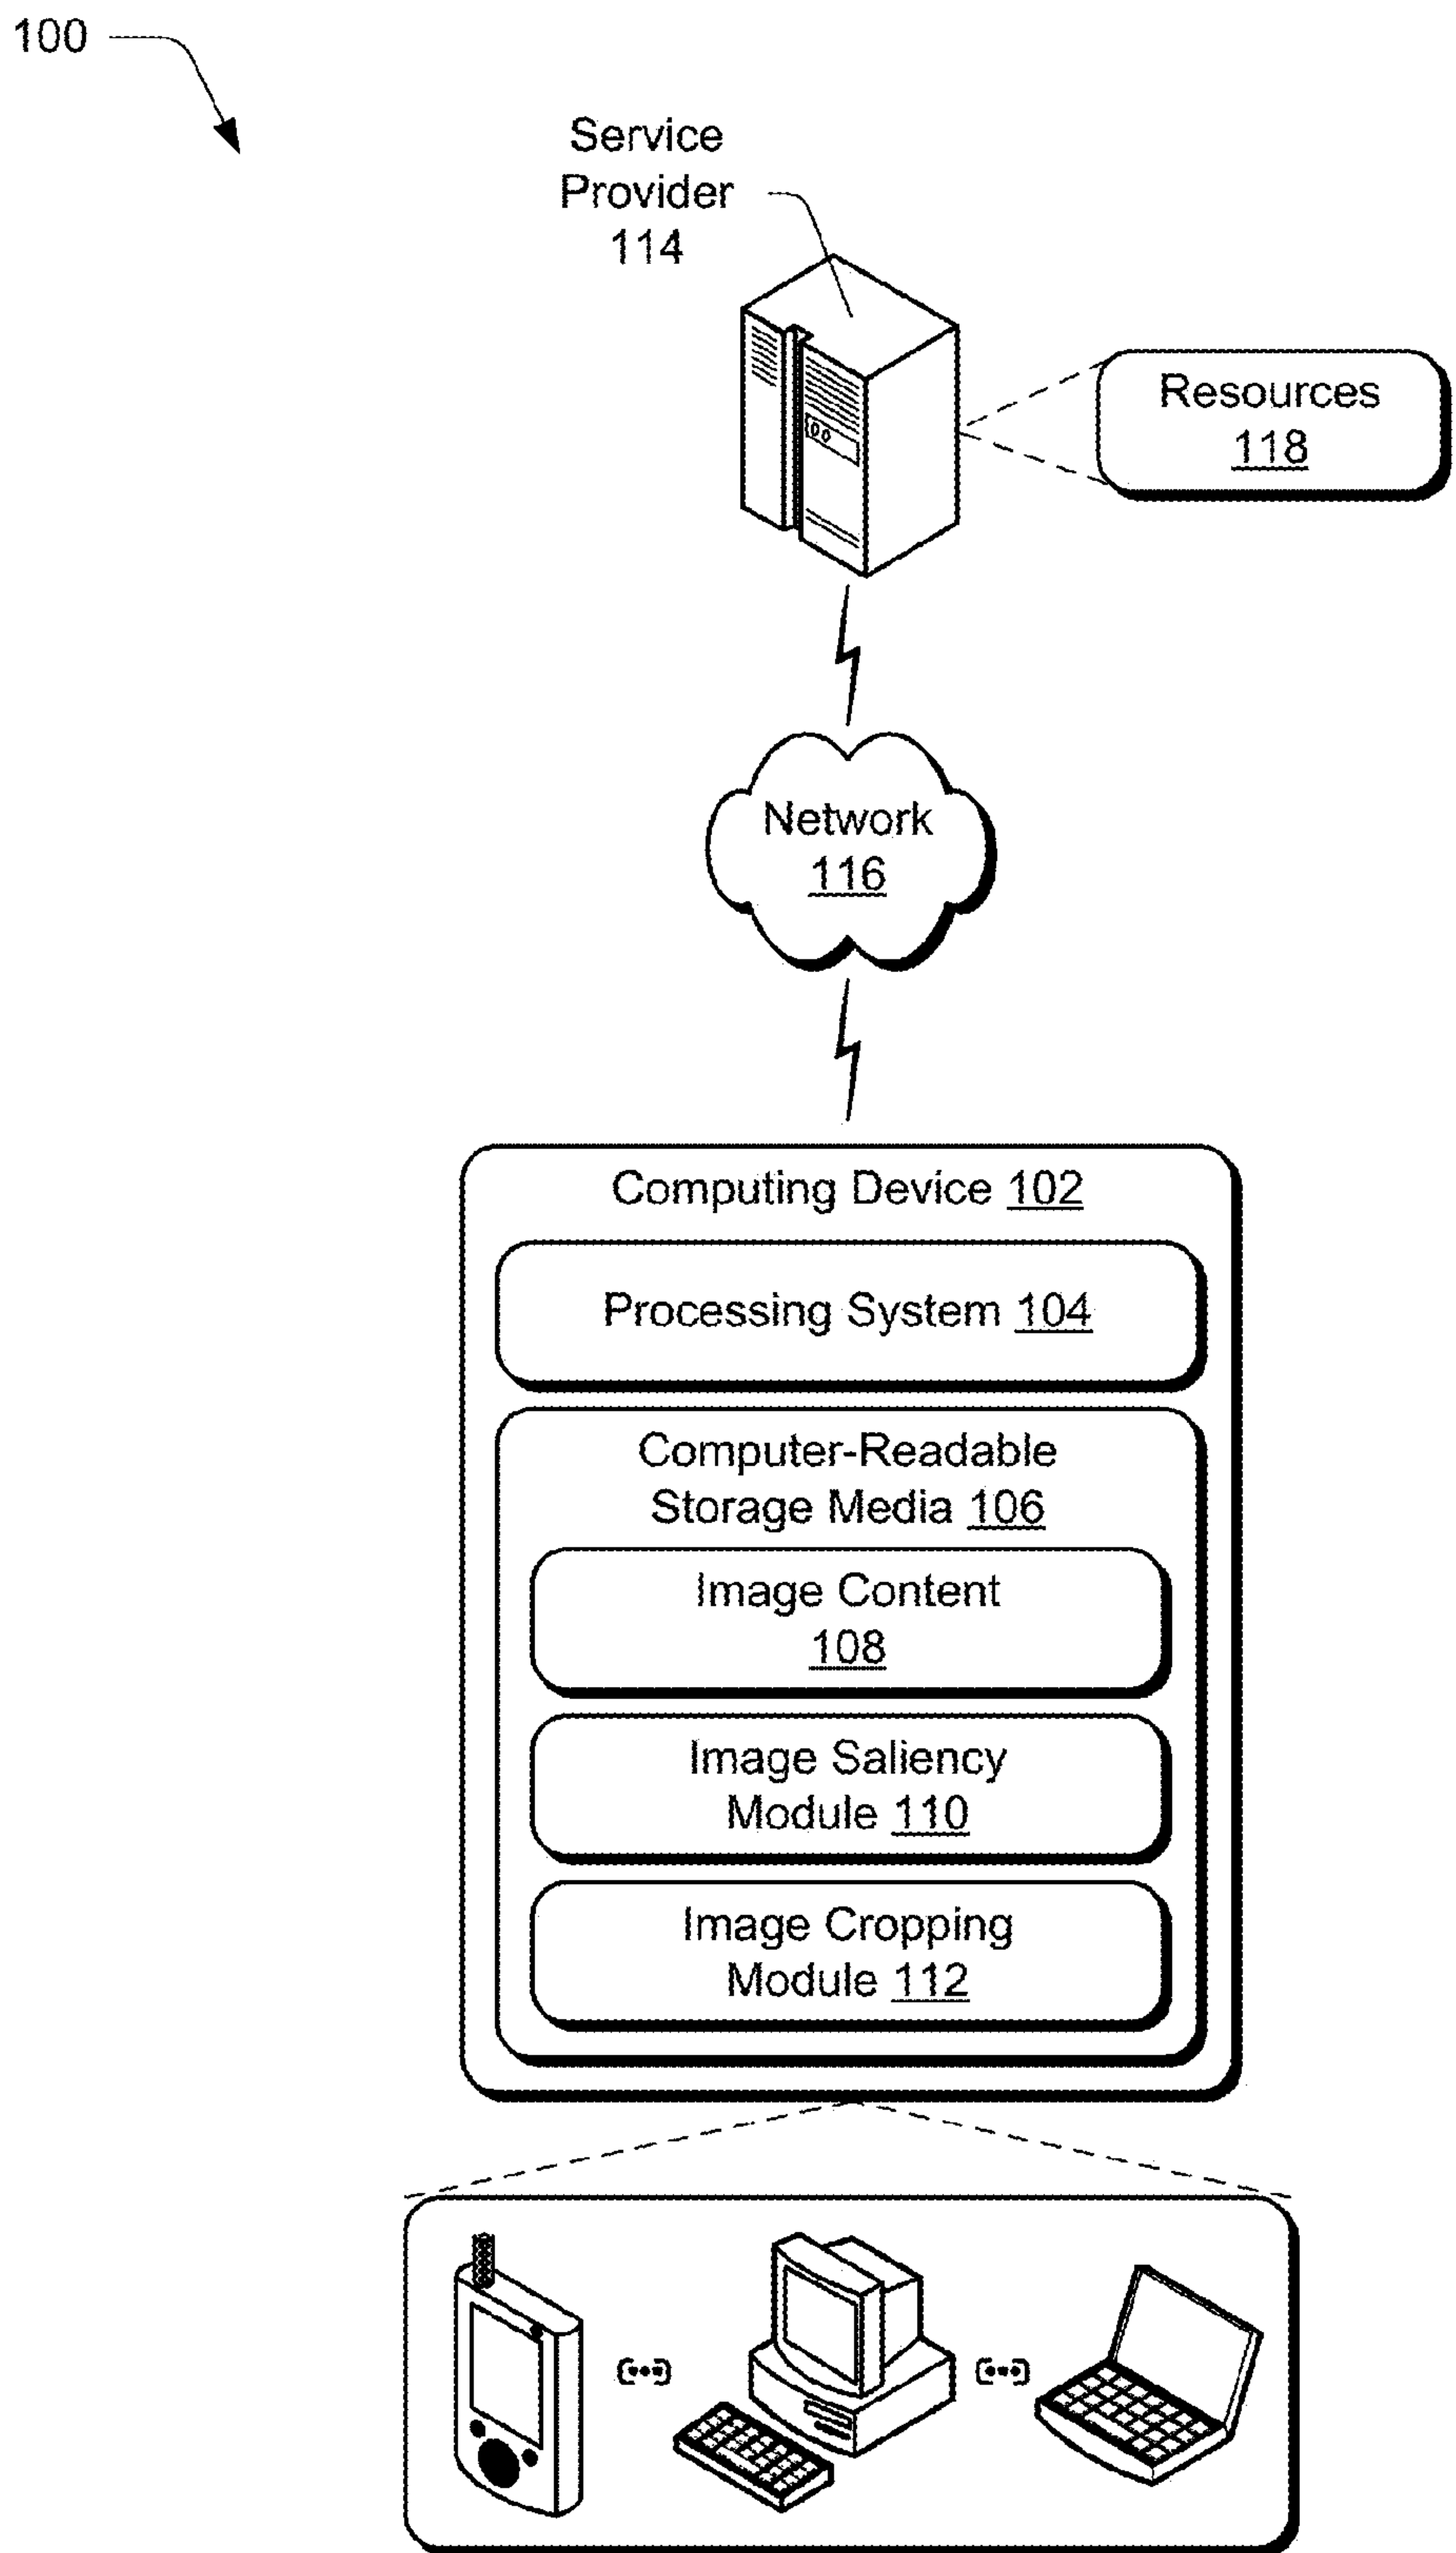 100
Service
Provider
114
Resources
118
Network
116
Computing Device 102
Processing System 104
Computer-Readable
Storage Media 106
Image Content
108
Image Saliency
Module 110
Image Cropping
Module 112